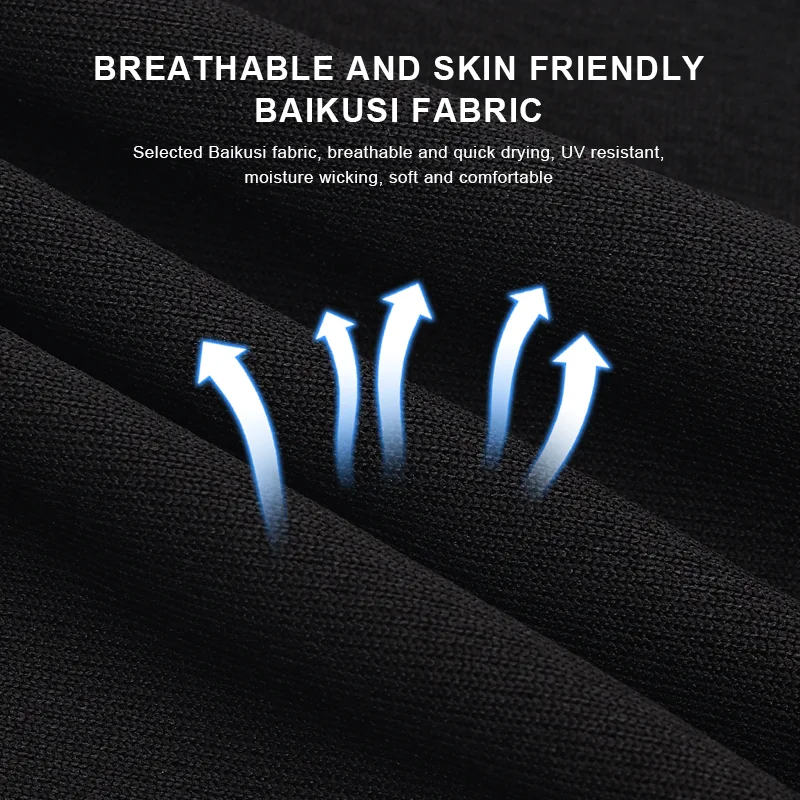 BREATHABLE AND SKIN FRIENDLY
BAIKUSI FABRIC
Selected Baikusi fabric, breathable and quick drying, UV resistant,
moisture wicking, soft and comfortable